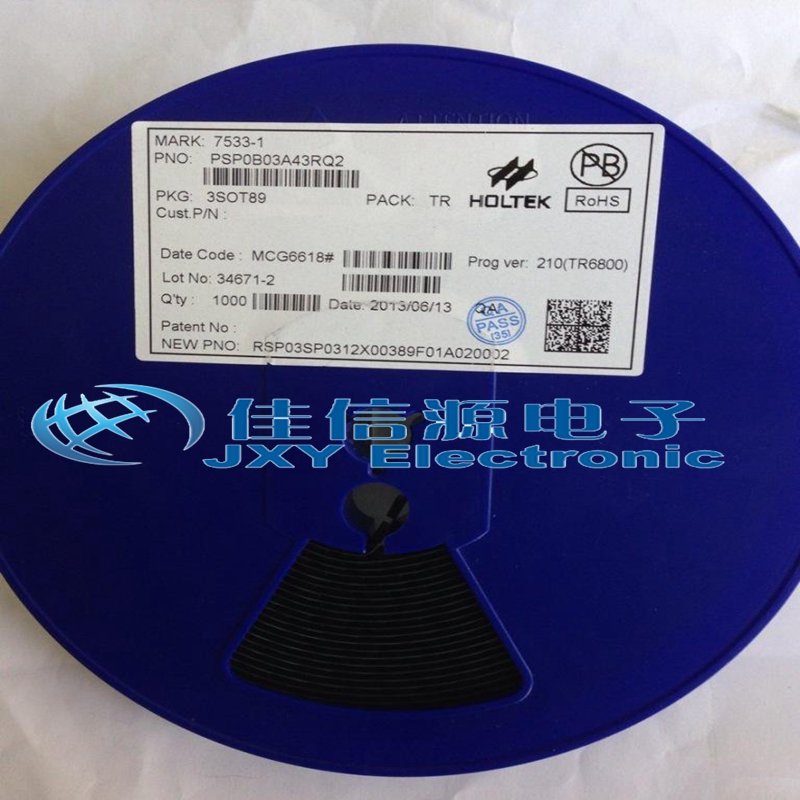 ATTENTION
MARK: 7533-1
PNO: PSP0B03A43RQ2
PKG: 3SOT89 PACK: TR HOLTEK PB RoHS
Cust.P/N :
Date Code : MCG6618# Prog ver: 210(TR6800)
Lot No: 34671-2
Q'ty : 1000 Date: 2013/06/13 QAA PASS
Patent No :
NEW PNO: RSP03SP0312X00389F01A020002
佳信源电子
JXY Electronic